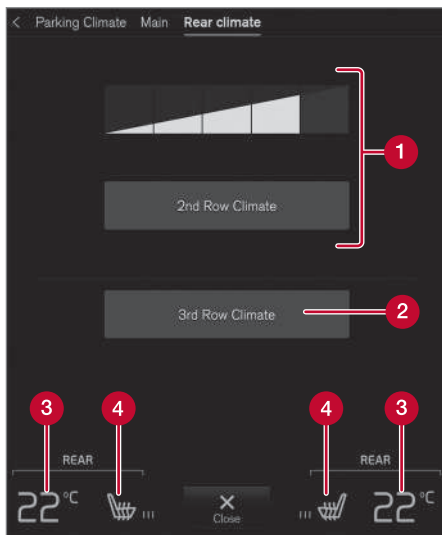 < Parking Climate Main Rear climate
1
2nd Row Climate
3rd Row Climate 2
3 4 4 3
REAR REAR
22°C 22°C
Close